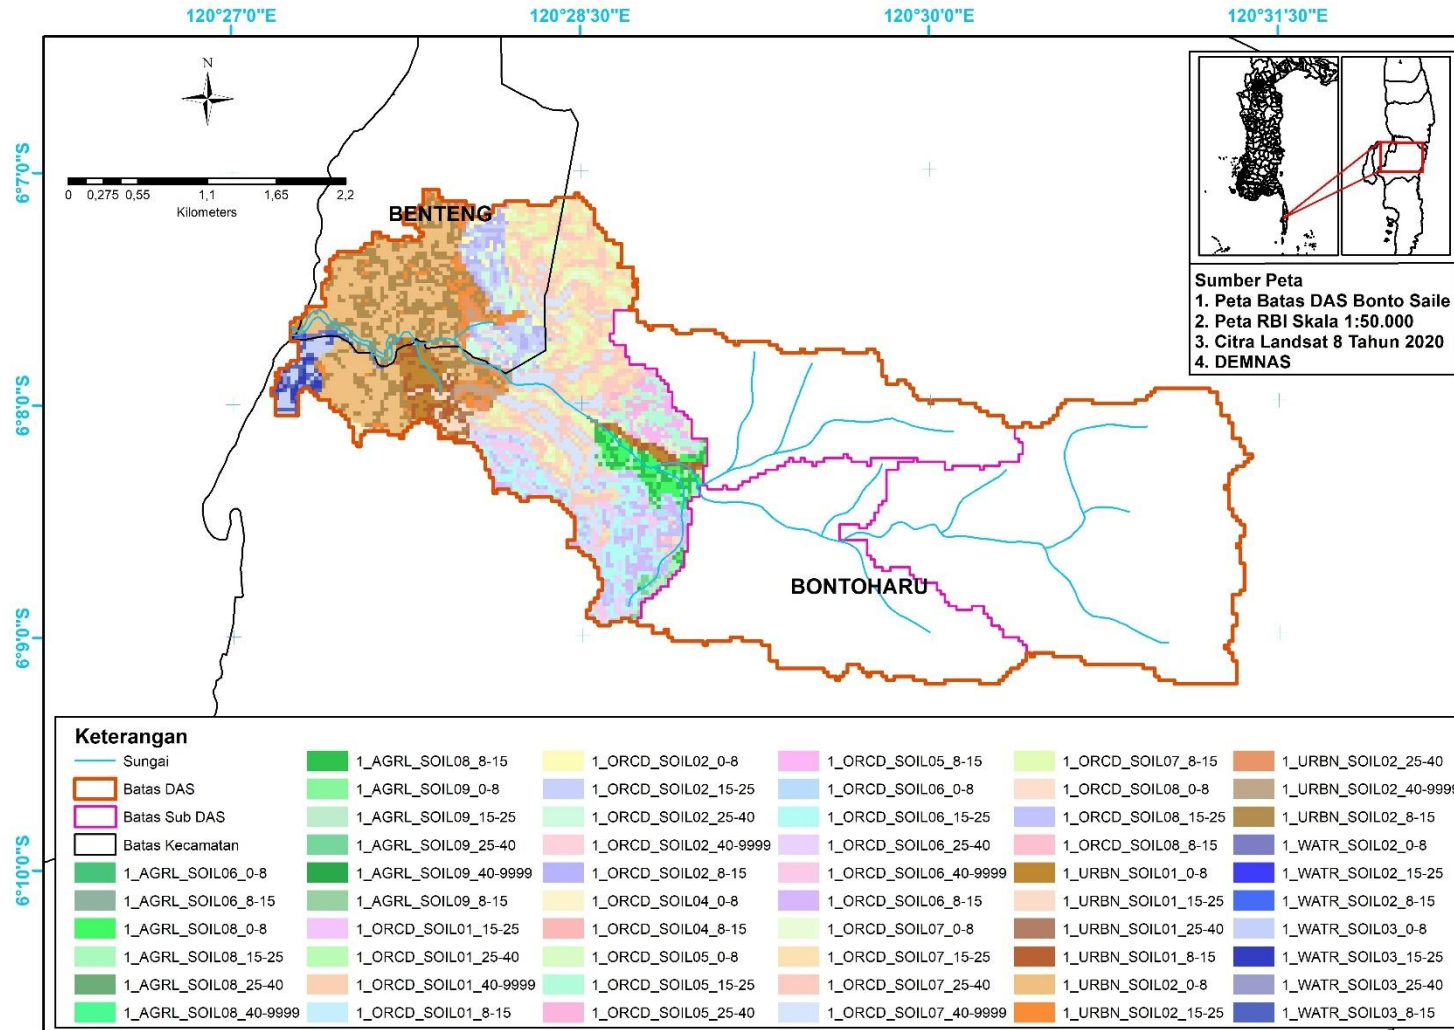 120°27'0"E 120°28'30"E 120°30'0"E 120°31'30"E
6°7'0"S
6°8'0"S
6°9'0"S
6°10'0"S
N
0 0,275 0,55 1,1 1,65 2,2
Kilometers
BENTENG
BONTOHARU
Sumber Peta
1. Peta Batas DAS Bonto Saile
2. Peta RBI Skala 1:50.000
3. Citra Landsat 8 Tahun 2020
4. DEMNAS
Keterangan
Sungai
Batas DAS
Batas Sub DAS
Batas Kecamatan
1_AGRL_SOIL06_0-8
1_AGRL_SOIL06_8-15
1_AGRL_SOIL08_0-8
1_AGRL_SOIL08_15-25
1_AGRL_SOIL08_25-40
1_AGRL_SOIL08_40-9999
1_AGRL_SOIL08_8-15
1_AGRL_SOIL09_0-8
1_AGRL_SOIL09_15-25
1_AGRL_SOIL09_25-40
1_AGRL_SOIL09_40-9999
1_AGRL_SOIL09_8-15
1_ORCD_SOIL01_15-25
1_ORCD_SOIL01_25-40
1_ORCD_SOIL01_40-9999
1_ORCD_SOIL01_8-15
1_ORCD_SOIL02_0-8
1_ORCD_SOIL02_15-25
1_ORCD_SOIL02_25-40
1_ORCD_SOIL02_40-9999
1_ORCD_SOIL02_8-15
1_ORCD_SOIL04_0-8
1_ORCD_SOIL04_8-15
1_ORCD_SOIL05_0-8
1_ORCD_SOIL05_15-25
1_ORCD_SOIL05_25-40
1_ORCD_SOIL05_8-15
1_ORCD_SOIL06_0-8
1_ORCD_SOIL06_15-25
1_ORCD_SOIL06_25-40
1_ORCD_SOIL06_40-9999
1_ORCD_SOIL06_8-15
1_ORCD_SOIL07_0-8
1_ORCD_SOIL07_15-25
1_ORCD_SOIL07_25-40
1_ORCD_SOIL07_40-9999
1_ORCD_SOIL07_8-15
1_ORCD_SOIL08_0-8
1_ORCD_SOIL08_15-25
1_ORCD_SOIL08_8-15
1_URBN_SOIL01_0-8
1_URBN_SOIL01_15-25
1_URBN_SOIL01_25-40
1_URBN_SOIL01_8-15
1_URBN_SOIL02_0-8
1_URBN_SOIL02_15-25
1_URBN_SOIL02_25-40
1_URBN_SOIL02_40-9999
1_URBN_SOIL02_8-15
1_WATR_SOIL02_0-8
1_WATR_SOIL02_15-25
1_WATR_SOIL02_8-15
1_WATR_SOIL03_0-8
1_WATR_SOIL03_15-25
1_WATR_SOIL03_25-40
1_WATR_SOIL03_8-15